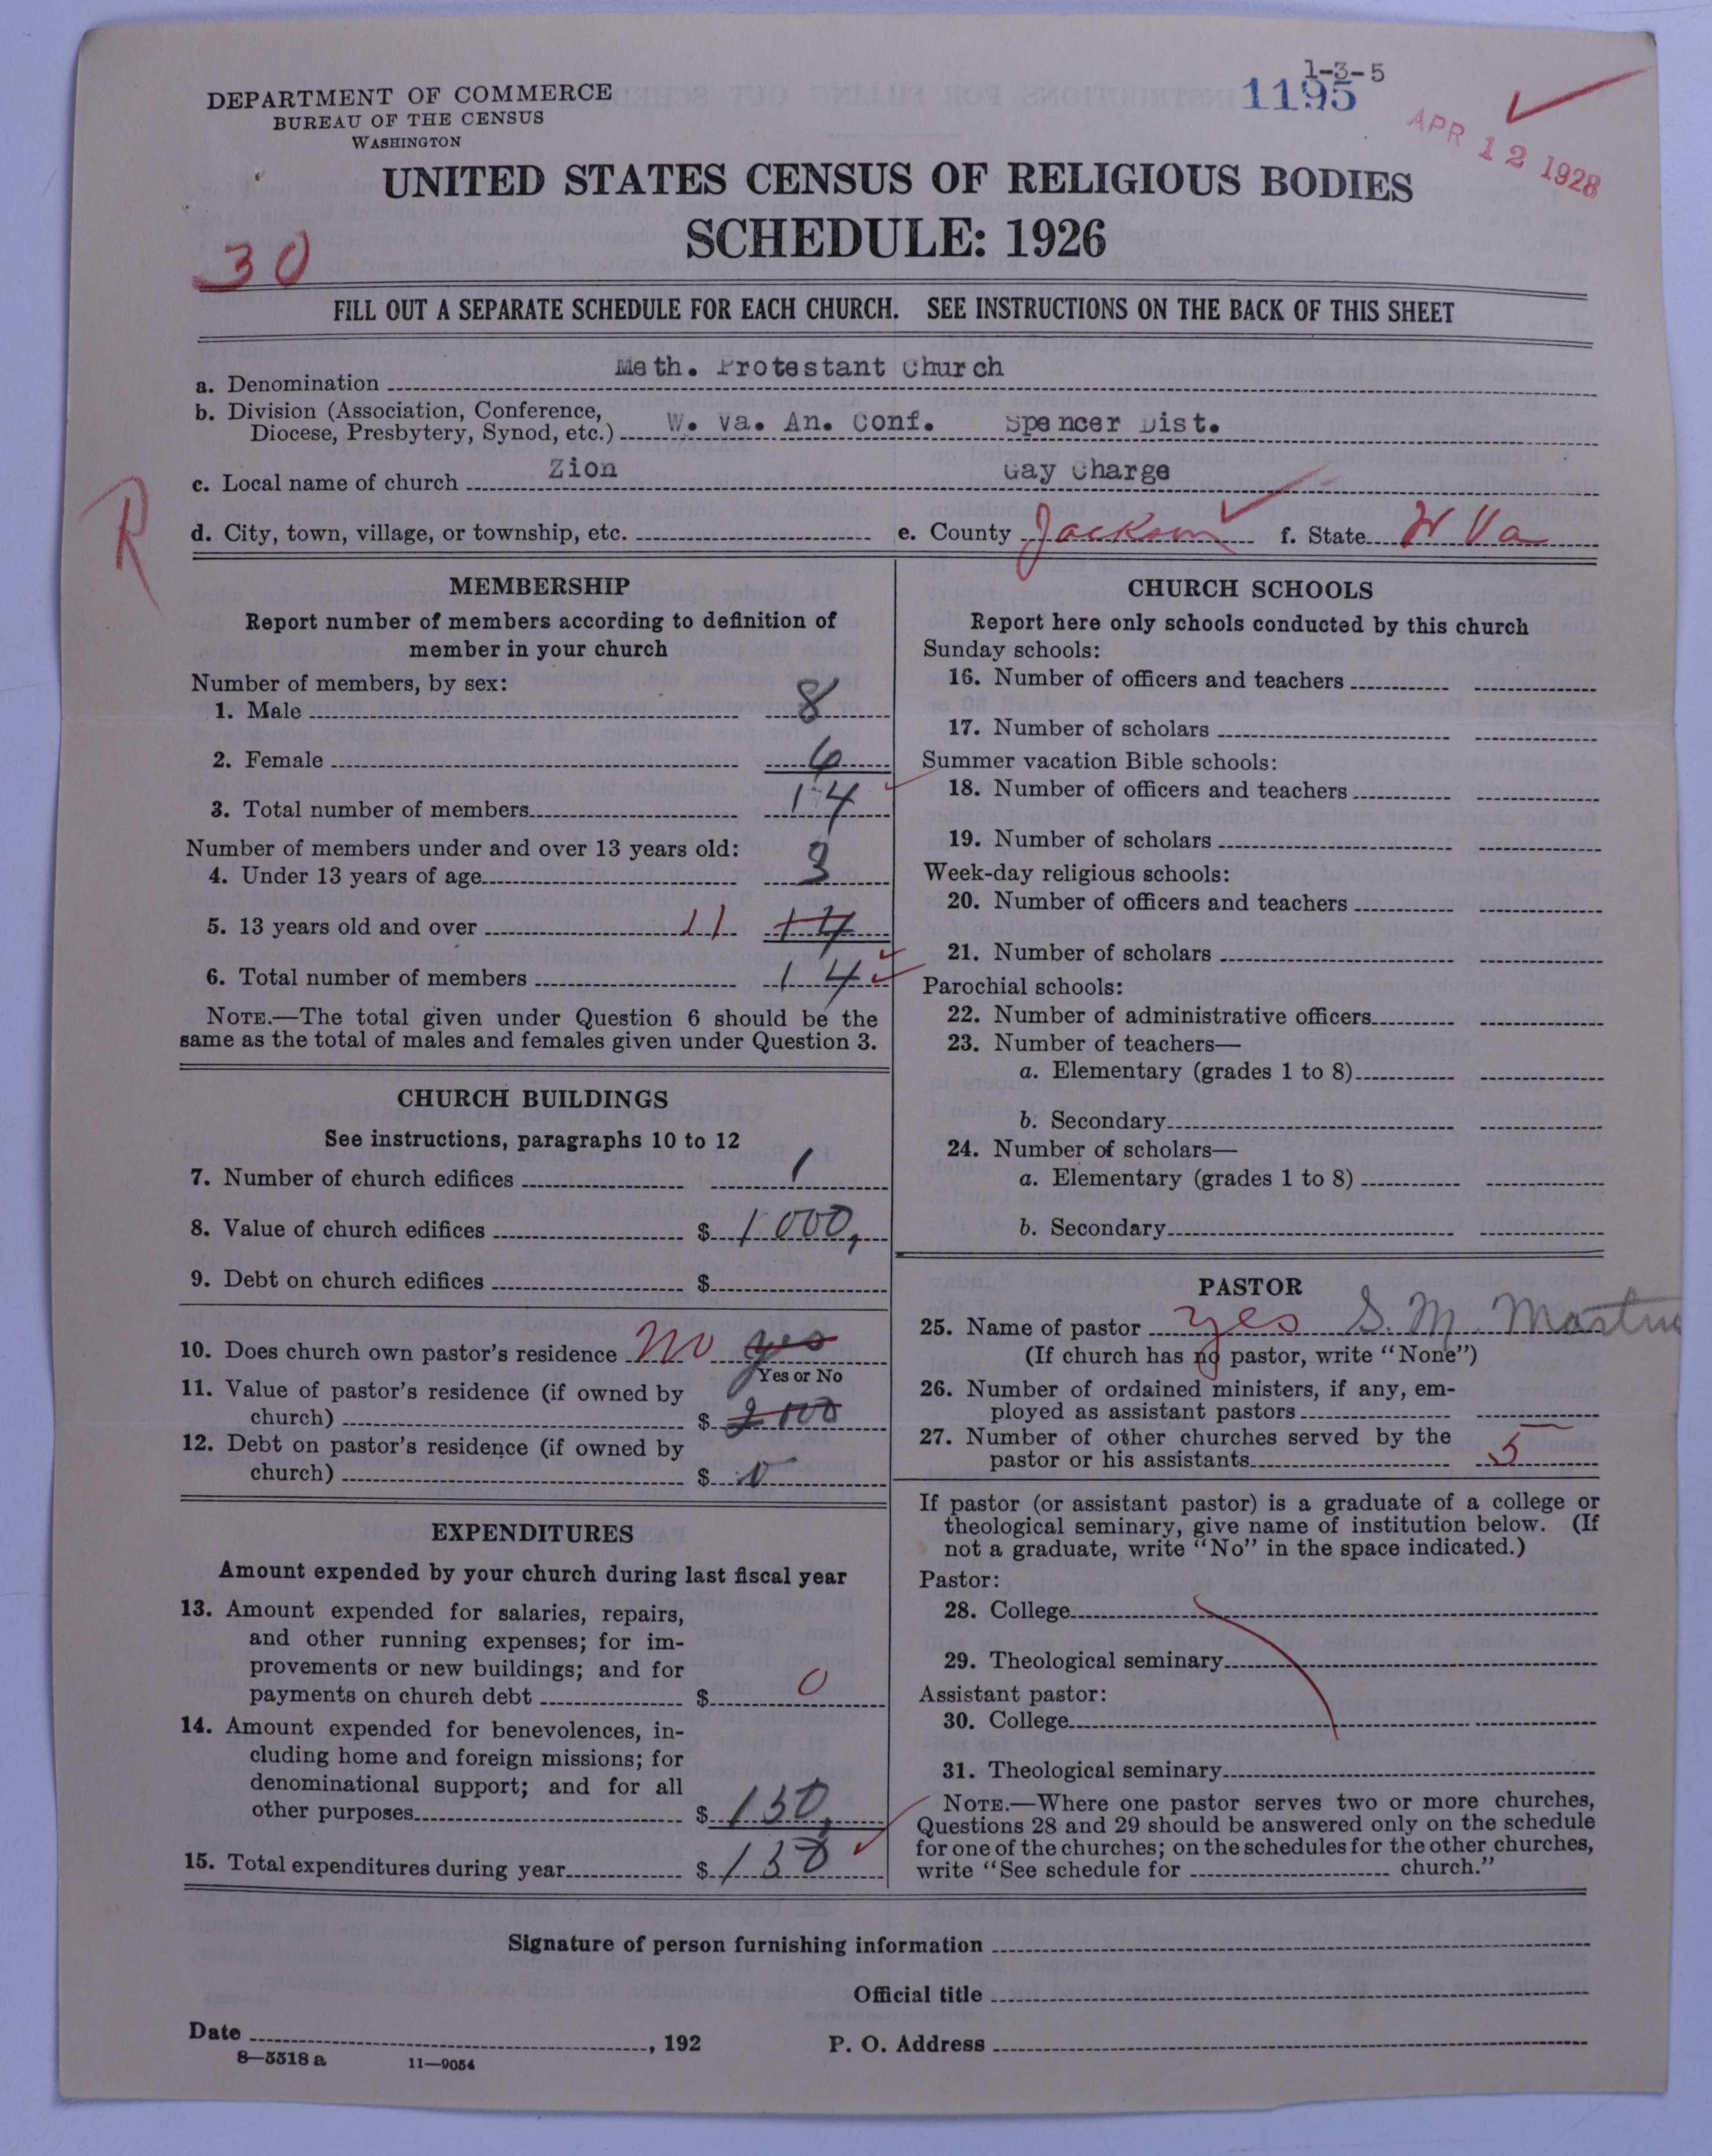 1-3-5
1195
APR 12 1928
DEPARTMENT OF COMMERCE
BUREAU OF THE CENSUS
WASHINGTON
UNITED STATES CENSUS OF RELIGIOUS BODIES
SCHEDULE: 1926
30
FILL OUT A SEPARATE SCHEDULE FOR EACH CHURCH. SEE INSTRUCTIONS ON THE BACK OF THIS SHEET
a. Denomination Meth. Protestant Church
b. Division (Association, Conference,
Diocese, Presbytery, Synod, etc.) W. Va. An. Conf. Spencer Dist.
c. Local name of church Zion Gay Charge
R
d. City, town, village, or township, etc. e. County Jackson f. State W Va
MEMBERSHIP
Report number of members according to definition of
member in your church
Number of members, by sex:
1. Male 8
2. Female 6
3. Total number of members 14
Number of members under and over 13 years old:
4. Under 13 years of age 3
5. 13 years old and over 11 14
6. Total number of members 14
NOTE.—The total given under Question 6 should be the
same as the total of males and females given under Question 3.
CHURCH BUILDINGS
See instructions, paragraphs 10 to 12
7. Number of church edifices 1
8. Value of church edifices $ 1000,
9. Debt on church edifices $
10. Does church own pastor's residence No yes
Yes or No
11. Value of pastor's residence (if owned by
church) $ 2000
12. Debt on pastor's residence (if owned by
church) $ 0
EXPENDITURES
Amount expended by your church during last fiscal year
13. Amount expended for salaries, repairs,
and other running expenses; for im-
provements or new buildings; and for
payments on church debt $ 0
14. Amount expended for benevolences, in-
cluding home and foreign missions; for
denominational support; and for all
other purposes $ 130,
15. Total expenditures during year $ 130
CHURCH SCHOOLS
Report here only schools conducted by this church
Sunday schools:
16. Number of officers and teachers
17. Number of scholars
Summer vacation Bible schools:
18. Number of officers and teachers
19. Number of scholars
Week-day religious schools:
20. Number of officers and teachers
21. Number of scholars
Parochial schools:
22. Number of administrative officers
23. Number of teachers—
a. Elementary (grades 1 to 8)
b. Secondary
24. Number of scholars—
a. Elementary (grades 1 to 8)
b. Secondary
PASTOR
25. Name of pastor yes S. M. Martin
(If church has no pastor, write "None")
26. Number of ordained ministers, if any, em-
ployed as assistant pastors
27. Number of other churches served by the
pastor or his assistants 5
If pastor (or assistant pastor) is a graduate of a college or
theological seminary, give name of institution below. (If
not a graduate, write "No" in the space indicated.)
Pastor:
28. College
29. Theological seminary
Assistant pastor:
30. College
31. Theological seminary
NOTE.—Where one pastor serves two or more churches,
Questions 28 and 29 should be answered only on the schedule
for one of the churches; on the schedules for the other churches,
write "See schedule for church."
Signature of person furnishing information
Official title
Date , 192 P. O. Address
8—5518 a 11—9054